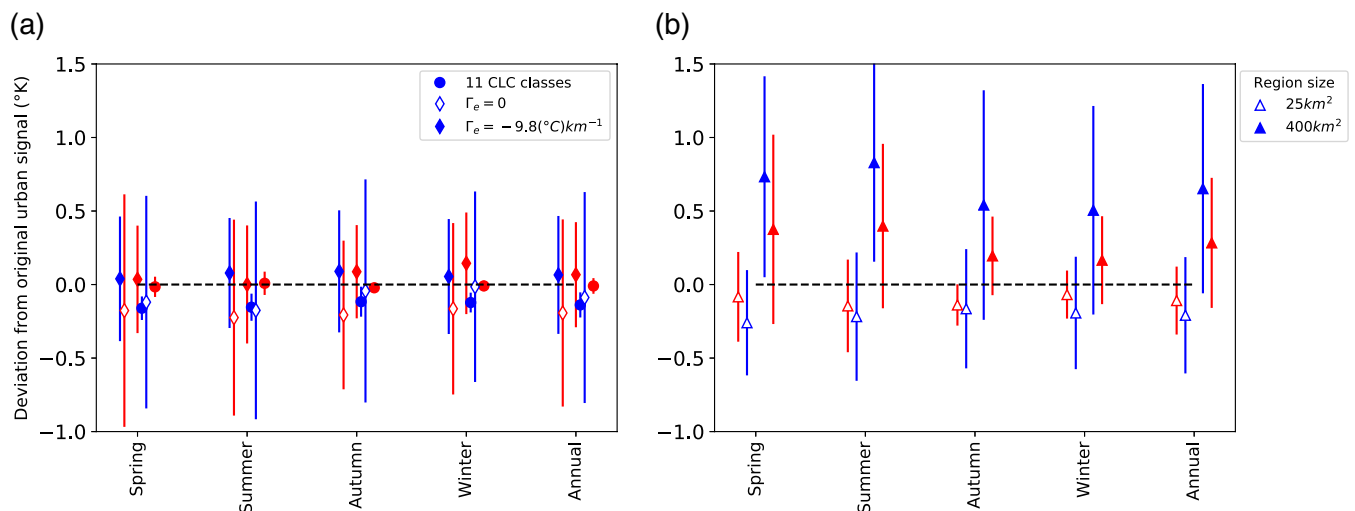 (a)
(b)
Deviation from original urban signal (°K)
1.5
1.0
0.5
0.0
−0.5
−1.0
11 CLC classes
Γₑ = 0
Γₑ = −9.8(°C)km⁻¹
Spring
Summer
Autumn
Winter
Annual
1.5
1.0
0.5
0.0
−0.5
−1.0
Spring
Summer
Autumn
Winter
Annual
Region size
25km²
400km²